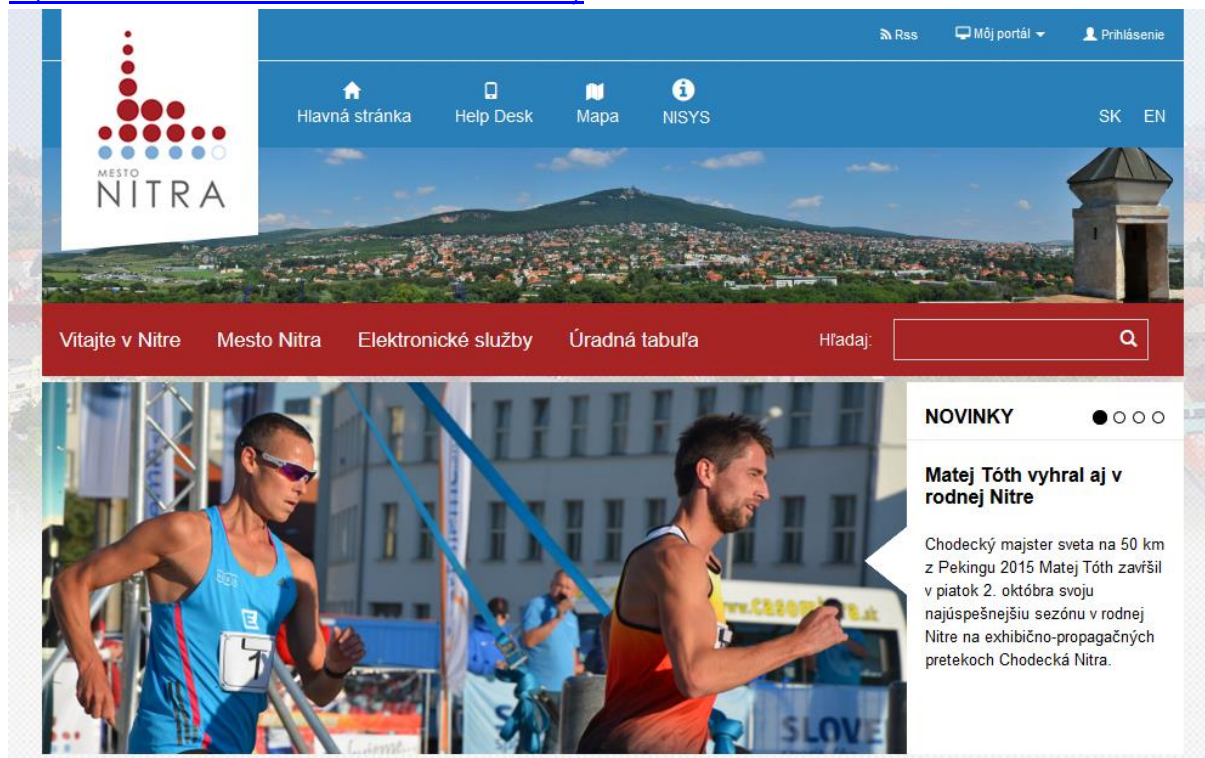 Rss Môj portál Prihlásenie
Hlavná stránka Help Desk Mapa NISYS
SK EN
MESTO
NITRA
Vitajte v Nitre Mesto Nitra Elektronické služby Úradná tabuľa Hľadaj:
NOVINKY
Matej Tóth vyhral aj v
rodnej Nitre
Chodecký majster sveta na 50 km
z Pekingu 2015 Matej Tóth zavŕšil
v piatok 2. októbra svoju
najúspešnejšiu sezónu v rodnej
Nitre na exhibično-propagačných
pretekoch Chodecká Nitra.
1
SLOVE